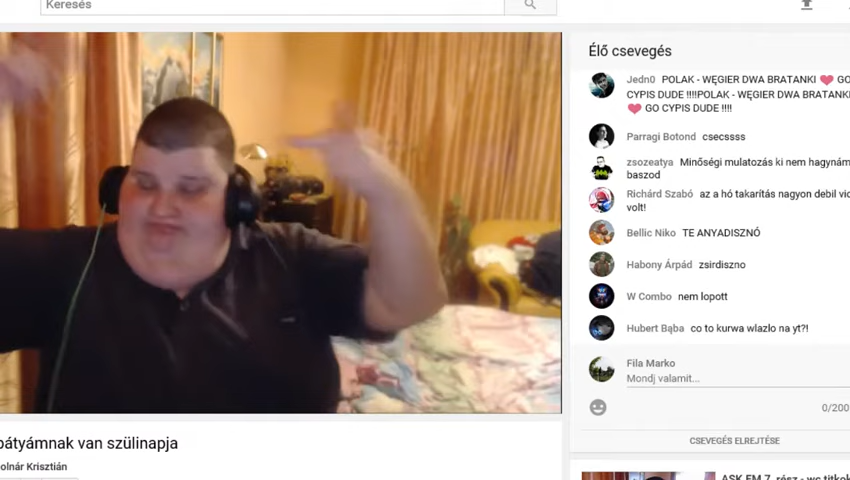 Keresés
Élő csevegés
Jedn0 POLAK - WĘGIER DWA BRATANKI ❤ GO
CYPIS DUDE !!!!POLAK - WĘGIER DWA BRATANKI
❤ GO CYPIS DUDE !!!!
Parragi Botond csecssss
zsozeatya Minőségi mulatozás ki nem hagynám
baszod
Richárd Szabó az a hó takarítás nagyon debil vid
volt!
Bellic Niko TE ANYADISZNÓ
Habony Árpád zsirdiszno
W Combo nem lopott
Hubert Bąba co to kurwa wlazło na yt?!
Fila Marko
Mondj valamit...
0/200
CSEVEGÉS ELREJTÉSE
bátyámnak van szülinapja
olnár Krisztián
ASK.FM 7. rész - wc titkok